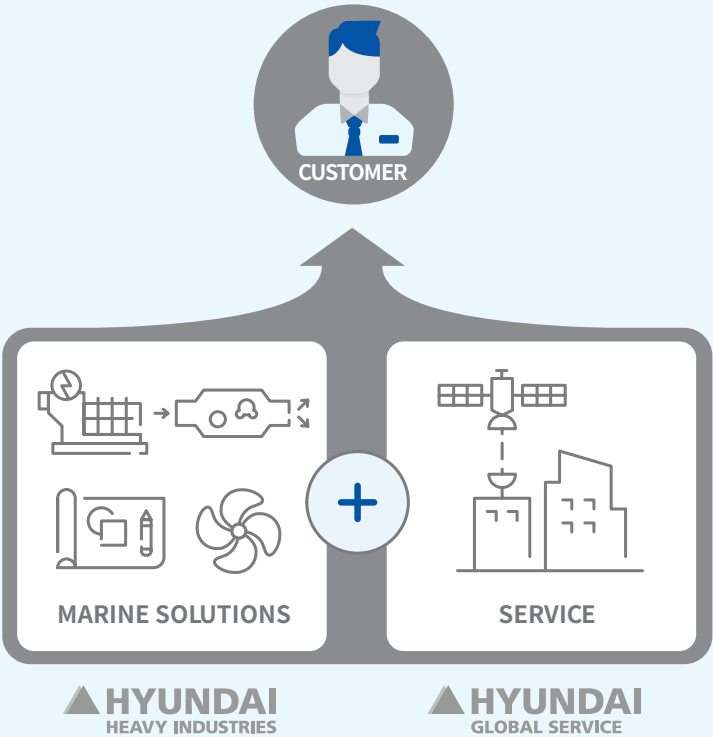 CUSTOMER
+
MARINE SOLUTIONS
SERVICE
HYUNDAI
HEAVY INDUSTRIES
HYUNDAI
GLOBAL SERVICE